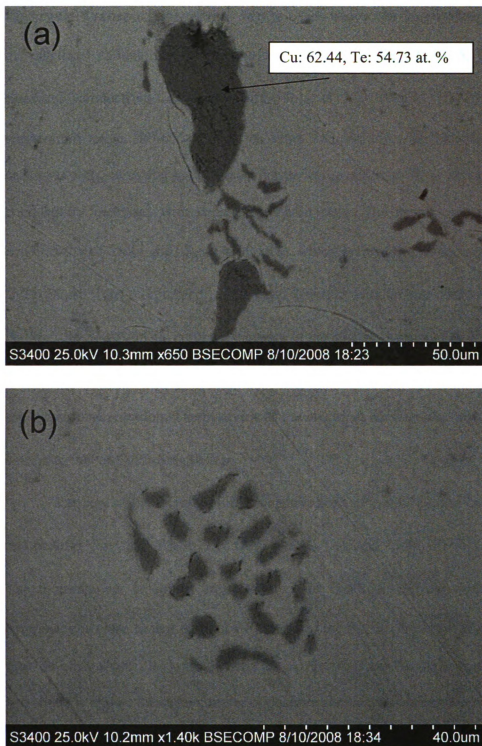 (a)
Cu: 62.44, Te: 54.73 at. %
S3400 25.0kV 10.3mm x650 BSECOMP 8/10/2008 18:23 50.0um
(b)
S3400 25.0kV 10.2mm x1.40k BSECOMP 8/10/2008 18:34 40.0um